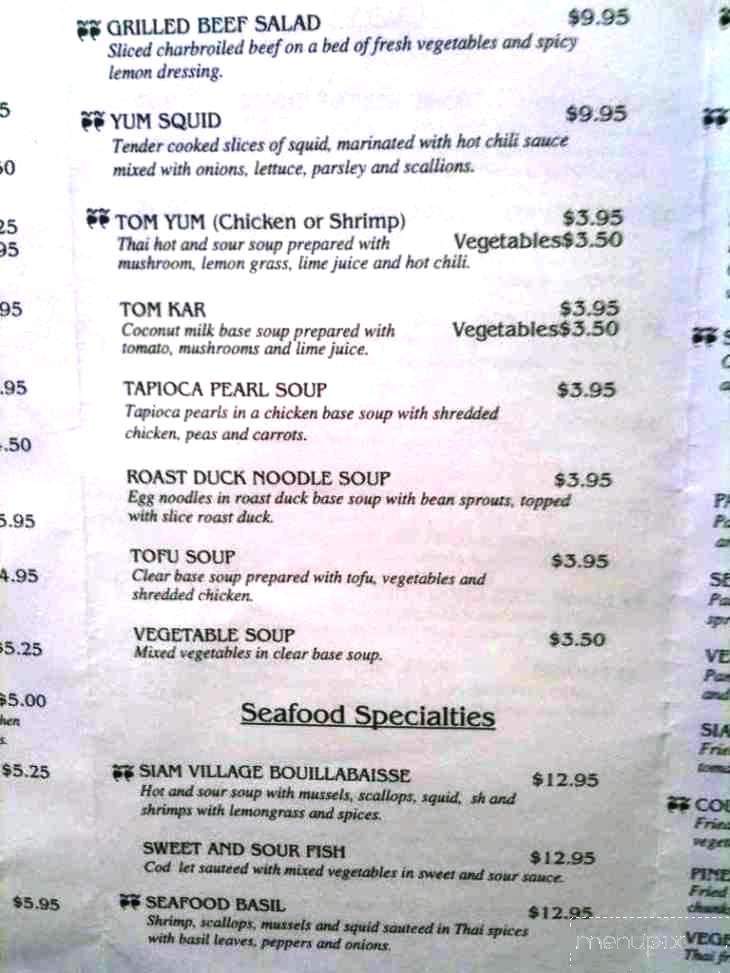 GRILLED BEEF SALAD $9.95
Sliced charbroiled beef on a bed of fresh vegetables and spicy
lemon dressing.
YUM SQUID $9.95
Tender cooked slices of squid, marinated with hot chili sauce
mixed with onions, lettuce, parsley and scallions.
TOM YUM (Chicken or Shrimp) $3.95
Thai hot and sour soup prepared with Vegetables$3.50
mushroom, lemon grass, lime juice and hot chili.
TOM KAR $3.95
Coconut milk base soup prepared with Vegetables$3.50
tomato, mushrooms and lime juice.
TAPIOCA PEARL SOUP $3.95
Tapioca pearls in a chicken base soup with shredded
chicken, peas and carrots.
ROAST DUCK NOODLE SOUP $3.95
Egg noodles in roast duck base soup with bean sprouts, topped
with slice roast duck.
TOFU SOUP $3.95
Clear base soup prepared with tofu, vegetables and
shredded chicken.
VEGETABLE SOUP $3.50
Mixed vegetables in clear base soup.
Seafood Specialties
SIAM VILLAGE BOUILLABAISSE $12.95
Hot and sour soup with mussels, scallops, squid, sh and
shrimps with lemongrass and spices.
SWEET AND SOUR FISH $12.95
Cod let sauteed with mixed vegetables in sweet and sour sauce.
SEAFOOD BASIL $12.95
Shrimp, scallops, mussels and squid sauteed in Thai spices
with basil leaves, peppers and onions.
$5.25
$5.00
$5.25
$5.95
menupix